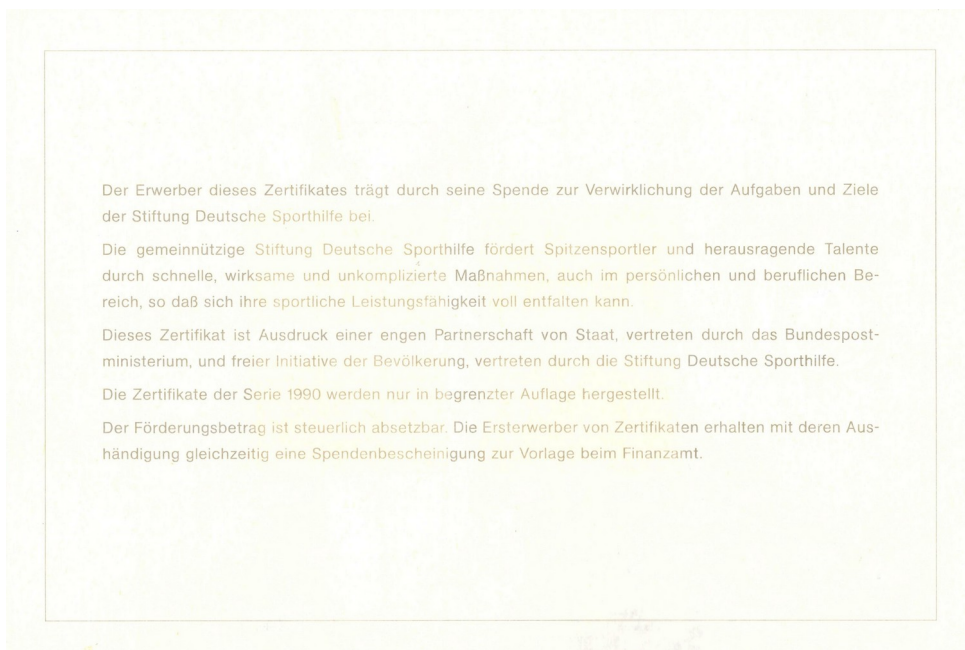 Der Erwerber dieses Zertifikates trägt durch seine Spende zur Verwirklichung der Aufgaben und Ziele
der Stiftung Deutsche Sporthilfe bei.
Die gemeinnützige Stiftung Deutsche Sporthilfe fördert Spitzensportler und herausragende Talente
durch schnelle, wirksame und unkomplizierte Maßnahmen, auch im persönlichen und beruflichen Be-
reich, so daß sich ihre sportliche Leistungsfähigkeit voll entfalten kann.
Dieses Zertifikat ist Ausdruck einer engen Partnerschaft von Staat, vertreten durch das Bundespost-
ministerium, und freier Initiative der Bevölkerung, vertreten durch die Stiftung Deutsche Sporthilfe.
Die Zertifikate der Serie 1990 werden nur in begrenzter Auflage hergestellt.
Der Förderungsbetrag ist steuerlich absetzbar. Die Ersterwerber von Zertifikaten erhalten mit deren Aus-
händigung gleichzeitig eine Spendenbescheinigung zur Vorlage beim Finanzamt.